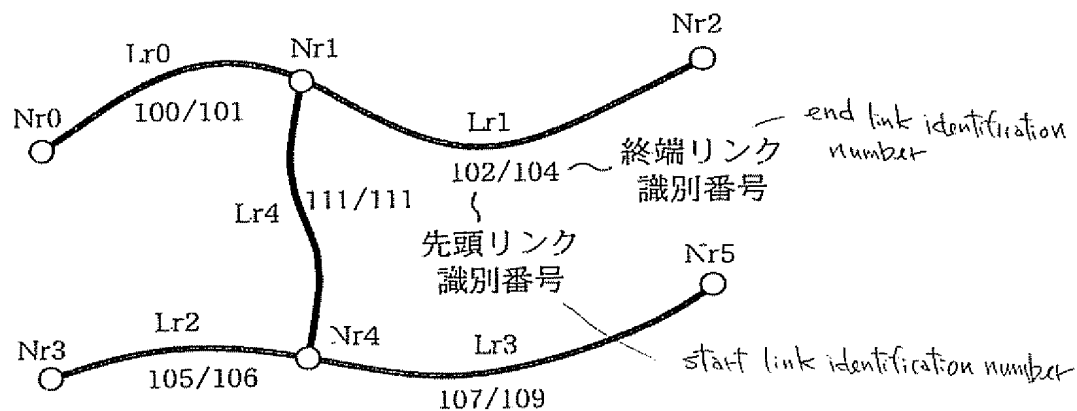 Nr2
Lr0
Nr1
Nr0
100/101
Lr1
end link identification
number
102/104
終端リンク
識別番号
111/111
Lr4
先頭リンク
識別番号
Nr5
Lr2
Nr4
Nr3
Lr3
105/106
start link identification number
107/109